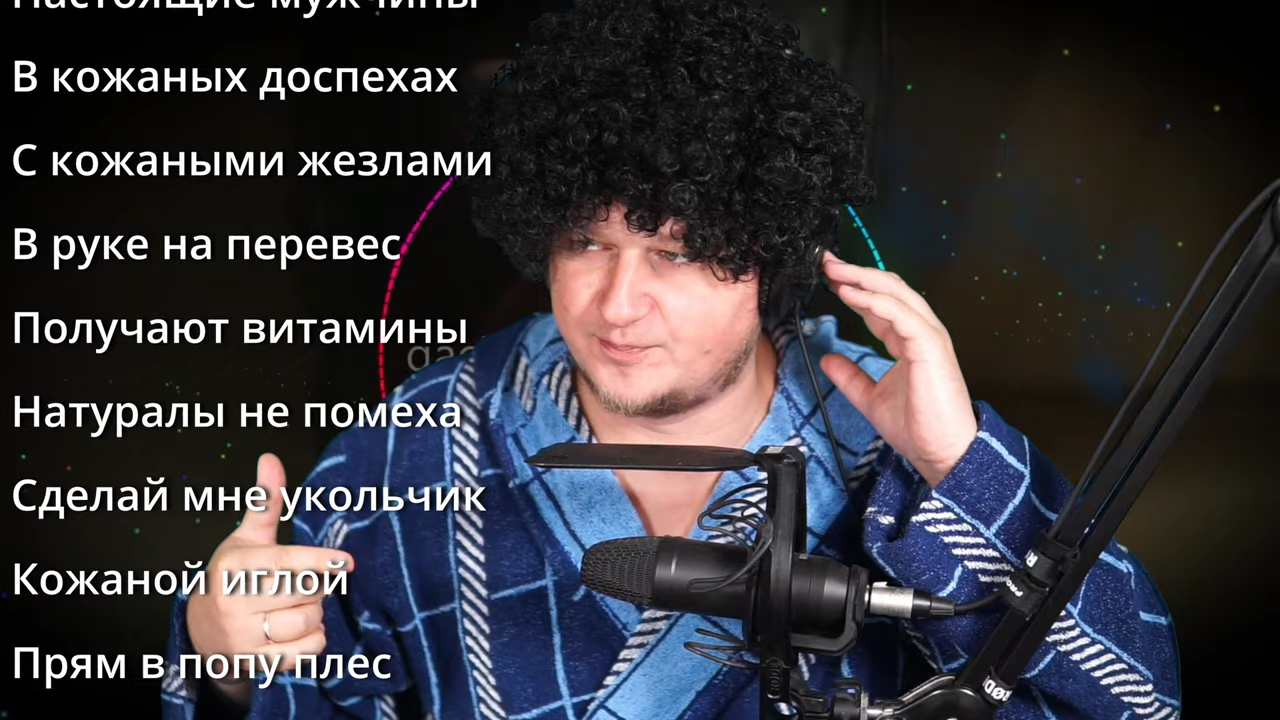 Настоящие мужчины
В кожаных доспехах
С кожаными жезлами
В руке на перевес
Получают витамины
Натуралы не помеха
Сделай мне укольчик
Кожаной иглой
Прям в попу плес